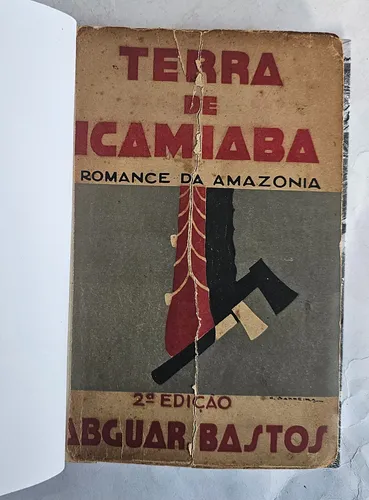 TERRA
DE
ICAMIABA
ROMANCE DA AMAZONIA
2ª EDIÇÃO
ABGUAR BASTOS